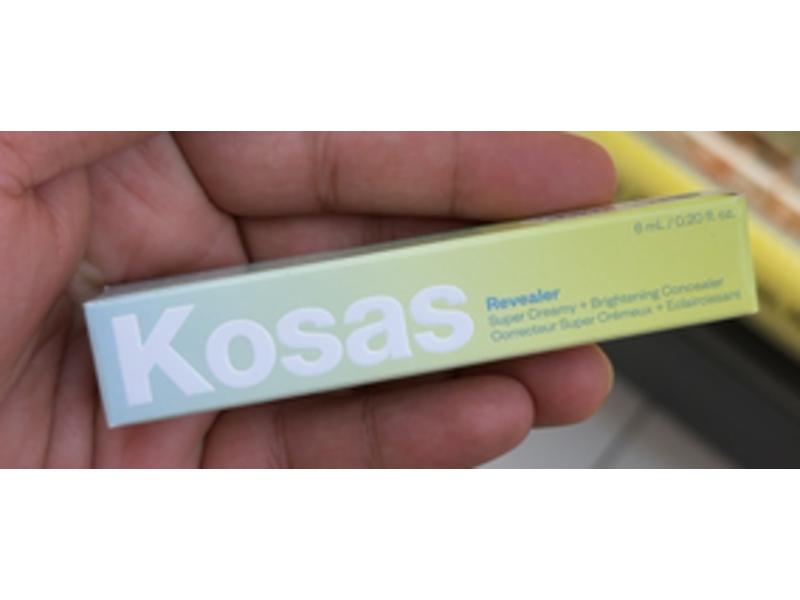 Kosas
Revealer
Super Creamy + Brightening Concealer
Correcteur Super Crémeux + Éclaircissant
6 mL / 0.20 fl. oz.